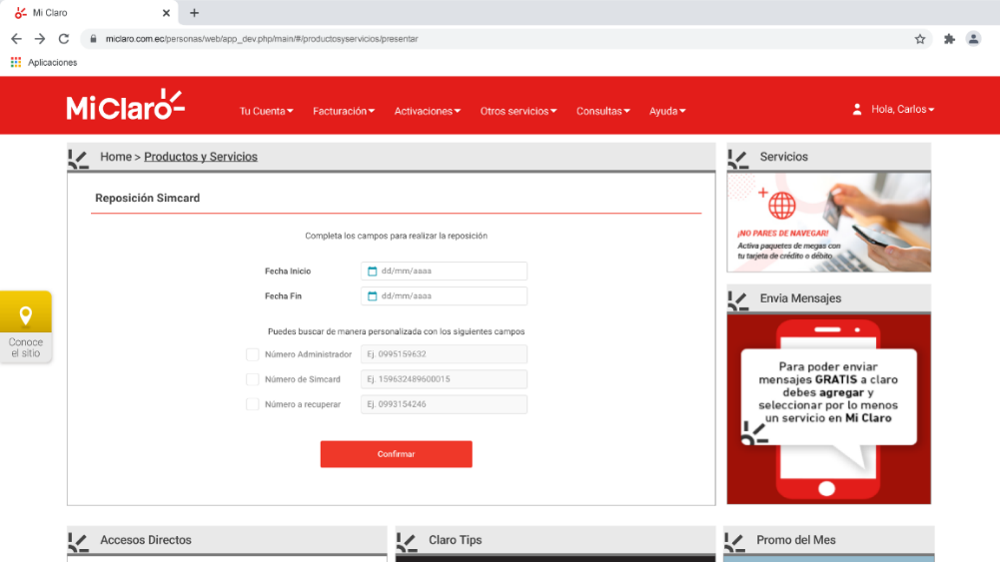 Mi Claro
miclaro.com.ec/personas/web/app_dev.php/main/#/productosyservicios/presentar
Aplicaciones
MiClaro
Tu Cuenta
Facturación
Activaciones
Otros servicios
Consultas
Ayuda
Hola, Carlos
Home > Productos y Servicios
Reposición Simcard
Completa los campos para realizar la reposición
Fecha Inicio
dd/mm/aaaa
Fecha Fin
dd/mm/aaaa
Puedes buscar de manera personalizada con los siguientes campos
Número Administrador
Ej. 0995159632
Número de Simcard
Ej. 159632489600015
Número a recuperar
Ej. 0993154246
Confirmar
Conoce
el sitio
Servicios
¡NO PARES DE NAVEGAR!
Activa paquetes de megas con
tu tarjeta de crédito o débito
Envia Mensajes
Para poder enviar
mensajes GRATIS a claro
debes agregar y
seleccionar por lo menos
un servicio en Mi Claro
Accesos Directos
Claro Tips
Promo del Mes